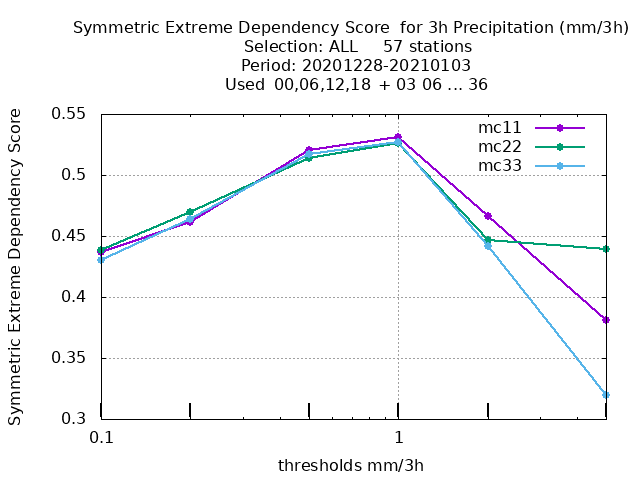 Symmetric Extreme Dependency Score  for 3h Precipitation (mm/3h)
Selection: ALL     57 stations
Period: 20201228-20210103
Used  00,06,12,18  + 03 06 ... 36
mc11
mc22
mc33
Symmetric Extreme Dependency Score
0.55
0.5
0.45
0.4
0.35
0.3
0.1
1
thresholds mm/3h